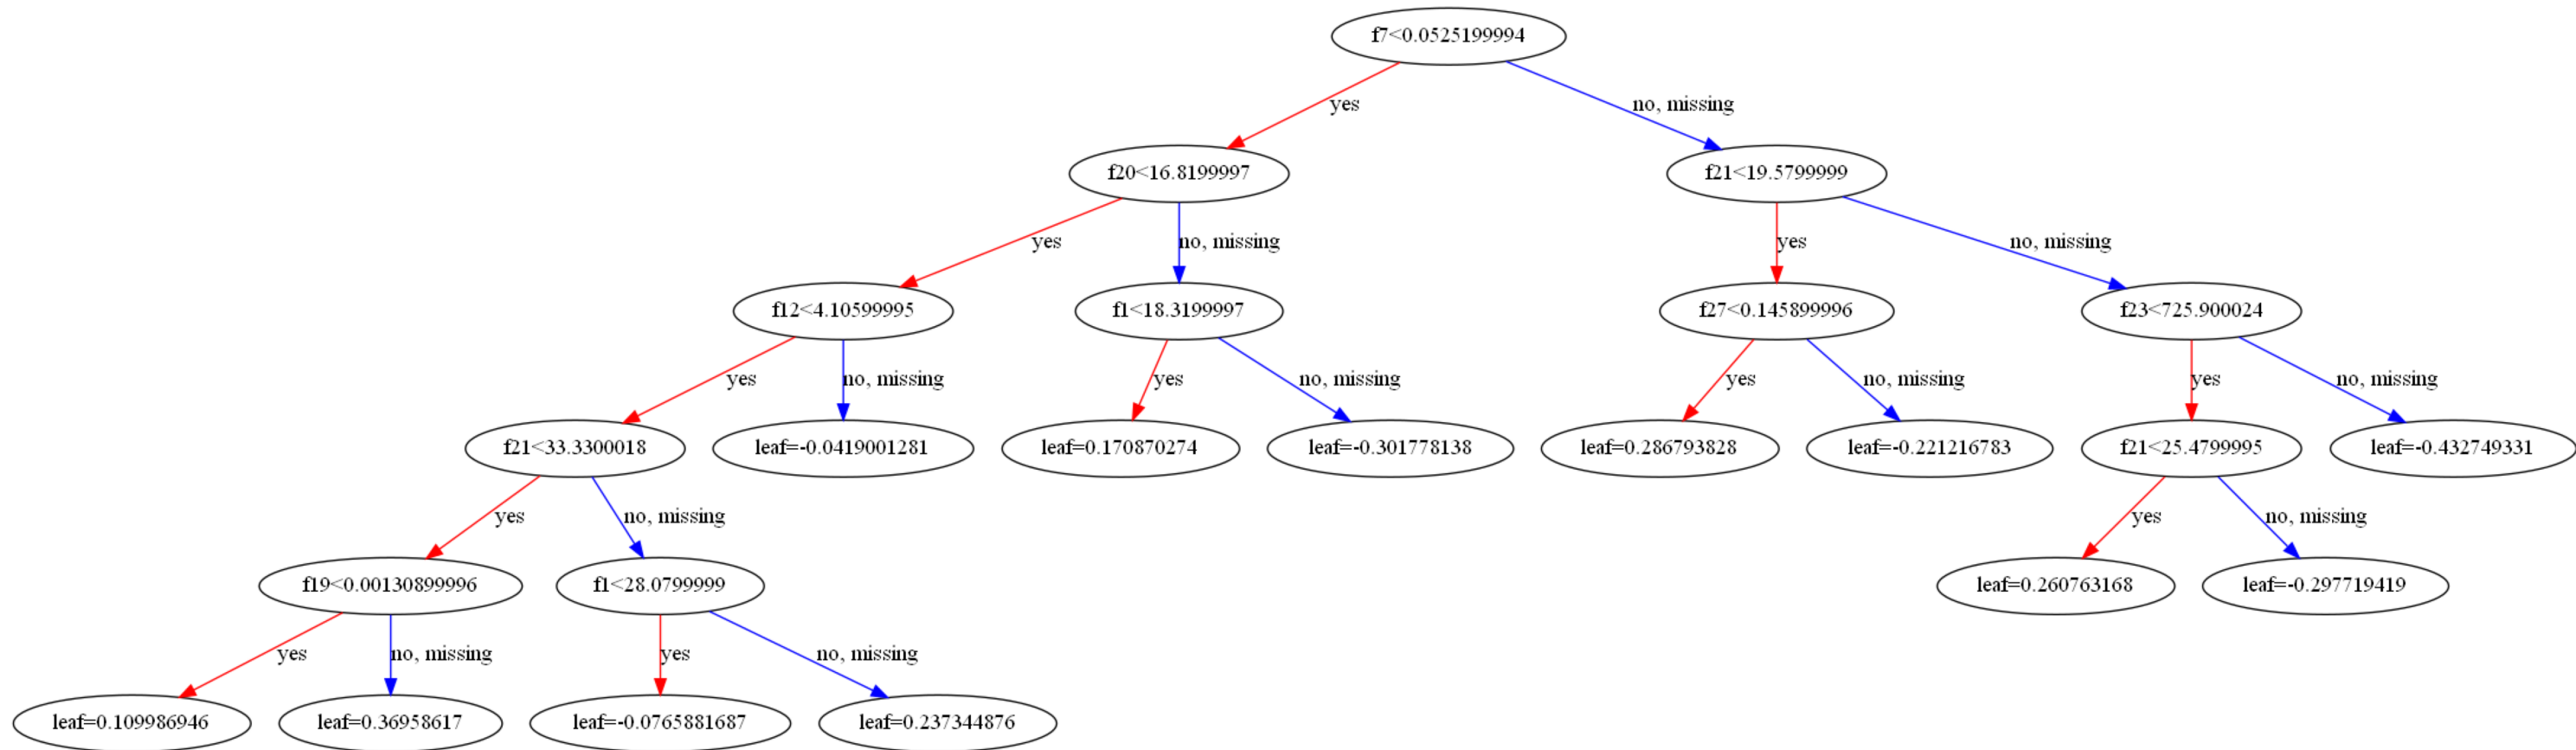 f7<0.0525199994
yes
no, missing
f20<16.8199997
f21<19.5799999
yes
no, missing
yes
no, missing
f12<4.10599995
f1<18.3199997
f27<0.145899996
f23<725.900024
yes
no, missing
yes
no, missing
yes
no, missing
yes
no, missing
f21<33.3300018
leaf=-0.0419001281
leaf=0.170870274
leaf=-0.301778138
leaf=0.286793828
leaf=-0.221216783
f21<25.4799995
leaf=-0.432749331
yes
no, missing
yes
no, missing
f19<0.00130899996
f1<28.0799999
leaf=0.260763168
leaf=-0.297719419
yes
no, missing
yes
no, missing
leaf=0.109986946
leaf=0.36958617
leaf=-0.0765881687
leaf=0.237344876